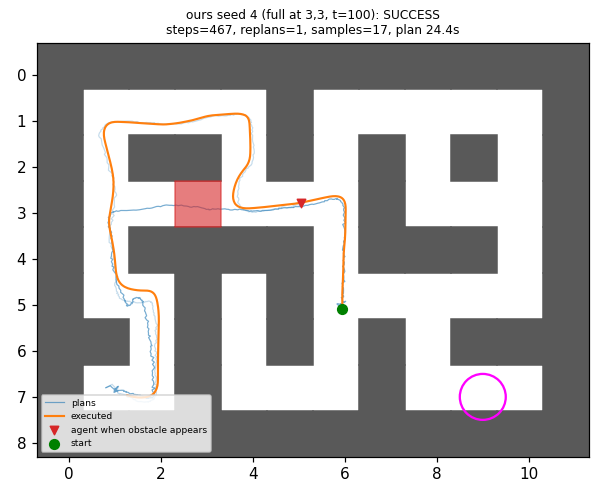 ours seed 4 (full at 3,3, t=100): SUCCESS
steps=467, replans=1, samples=17, plan 24.4s
0
1
2
3
4
5
6
7
8
plans
executed
agent when obstacle appears
start
0 2 4 6 8 10